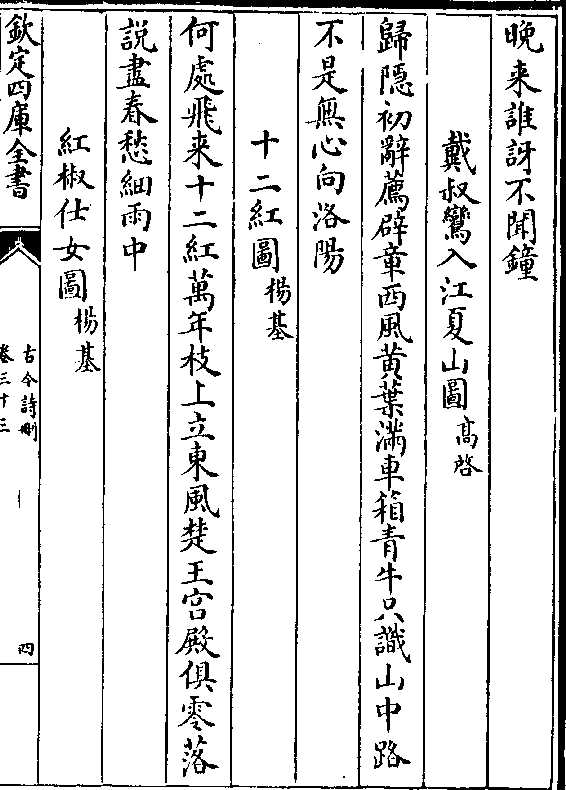 晚来誰訝不聞鐘
戴叔鸞入江夏山圖 高啓
歸隱初辭薦辟章西風黄葉滿車箱青牛只識山中路
不是無心向洛陽
十二紅圖 楊基
何處飛来十二紅萬年枝上立東風楚王宫殿俱零落
説盡春愁細雨中
紅椒仕女圖 楊基
欽定四庫全書
古今詩刪
卷三十三
四